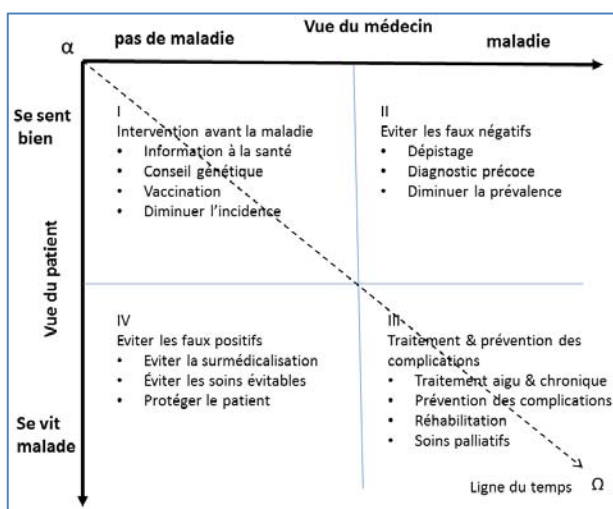 Vue du médecin
α
pas de maladie
maladie
Se sent
bien
Vue du patient
Se vit
malade
I
Intervention avant la maladie
• Information à la santé
• Conseil génétique
• Vaccination
• Diminuer l'incidence
II
Eviter les faux négatifs
• Dépistage
• Diagnostic précoce
• Diminuer la prévalence
IV
Eviter les faux positifs
• Eviter la surmédicalisation
• Éviter les soins évitables
• Protéger le patient
III
Traitement & prévention des
complications
• Traitement aigu & chronique
• Prévention des complications
• Réhabilitation
• Soins palliatifs
Ligne du temps Ω